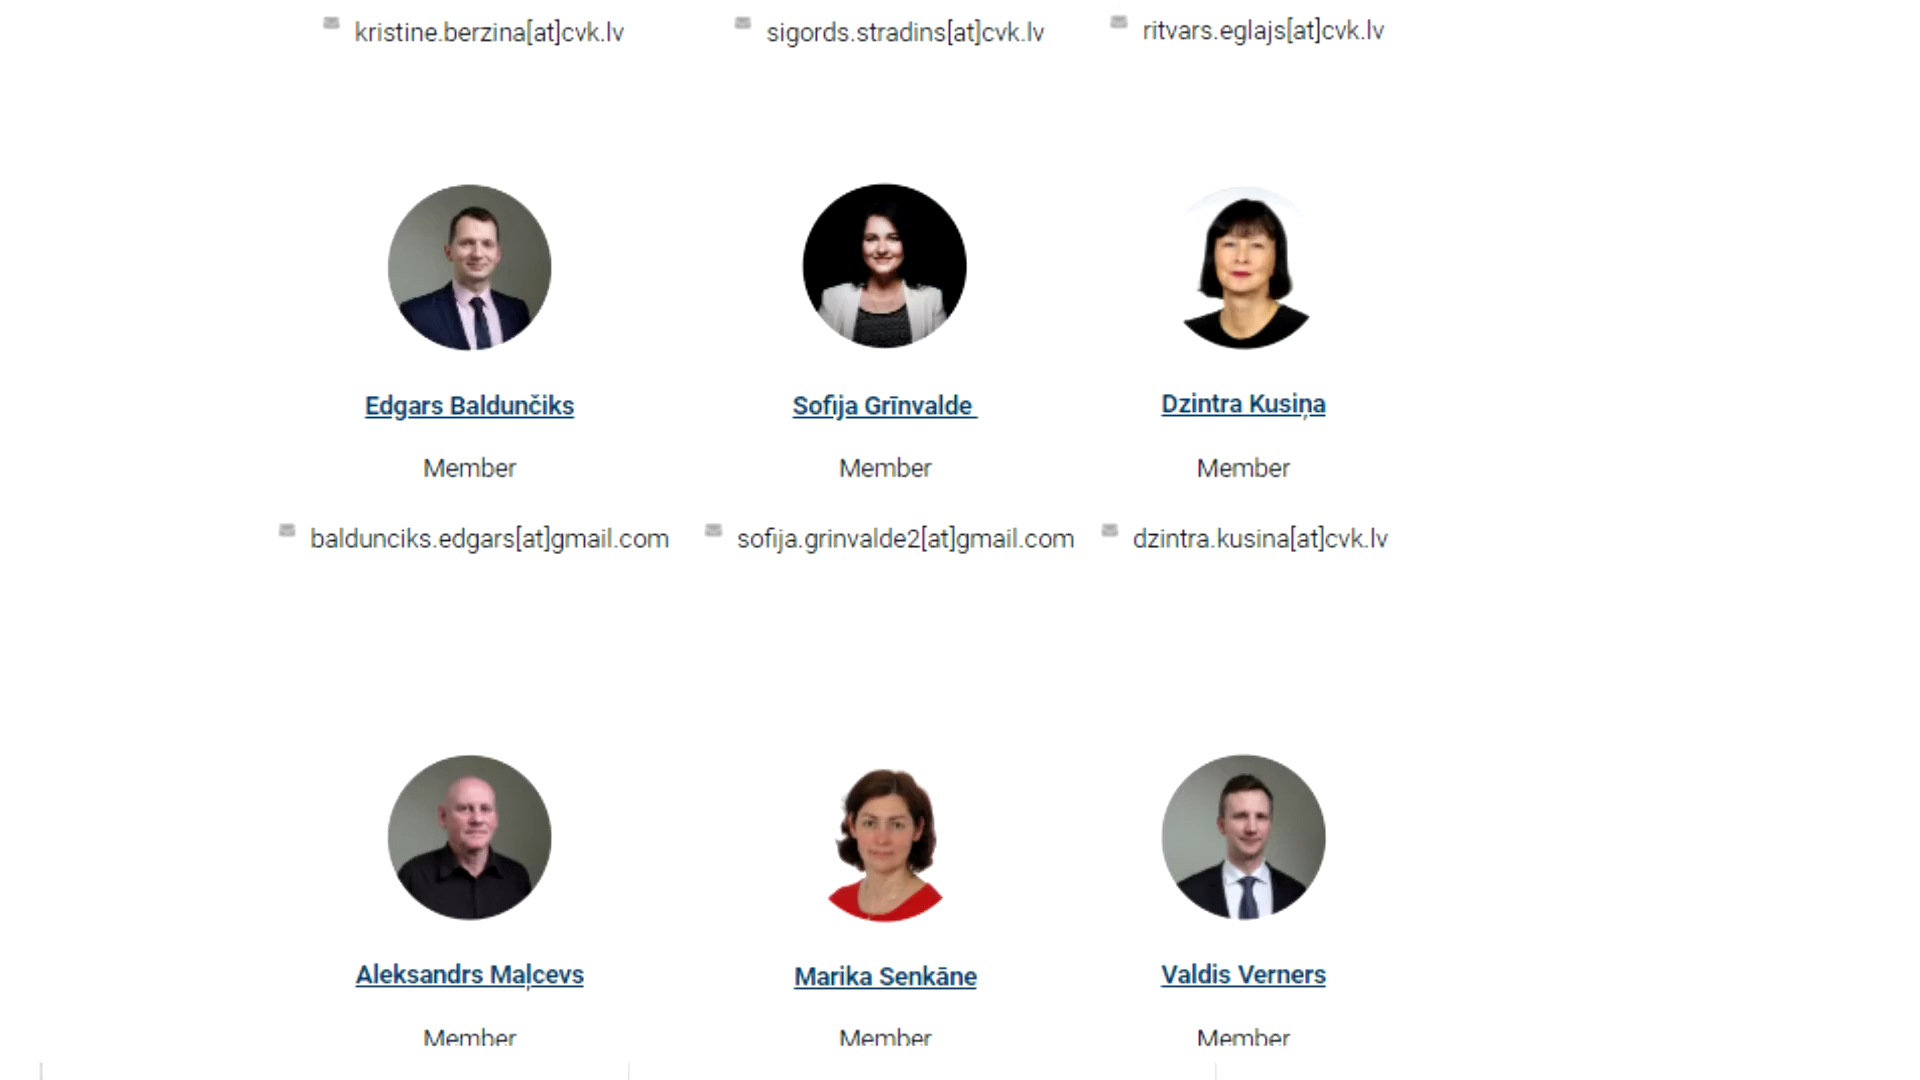 kristine.berzina[at]cvk.lv
sigords.stradins[at]cvk.lv
ritvars.eglajs[at]cvk.lv
Edgars Baldunčiks
Sofija Grīnvalde
Dzintra Kusiņa
Member
Member
Member
baldunciks.edgars[at]gmail.com
sofija.grinvalde2[at]gmail.com
dzintra.kusina[at]cvk.lv
Aleksandrs Maļcevs
Marika Senkāne
Valdis Verners
Member
Member
Member